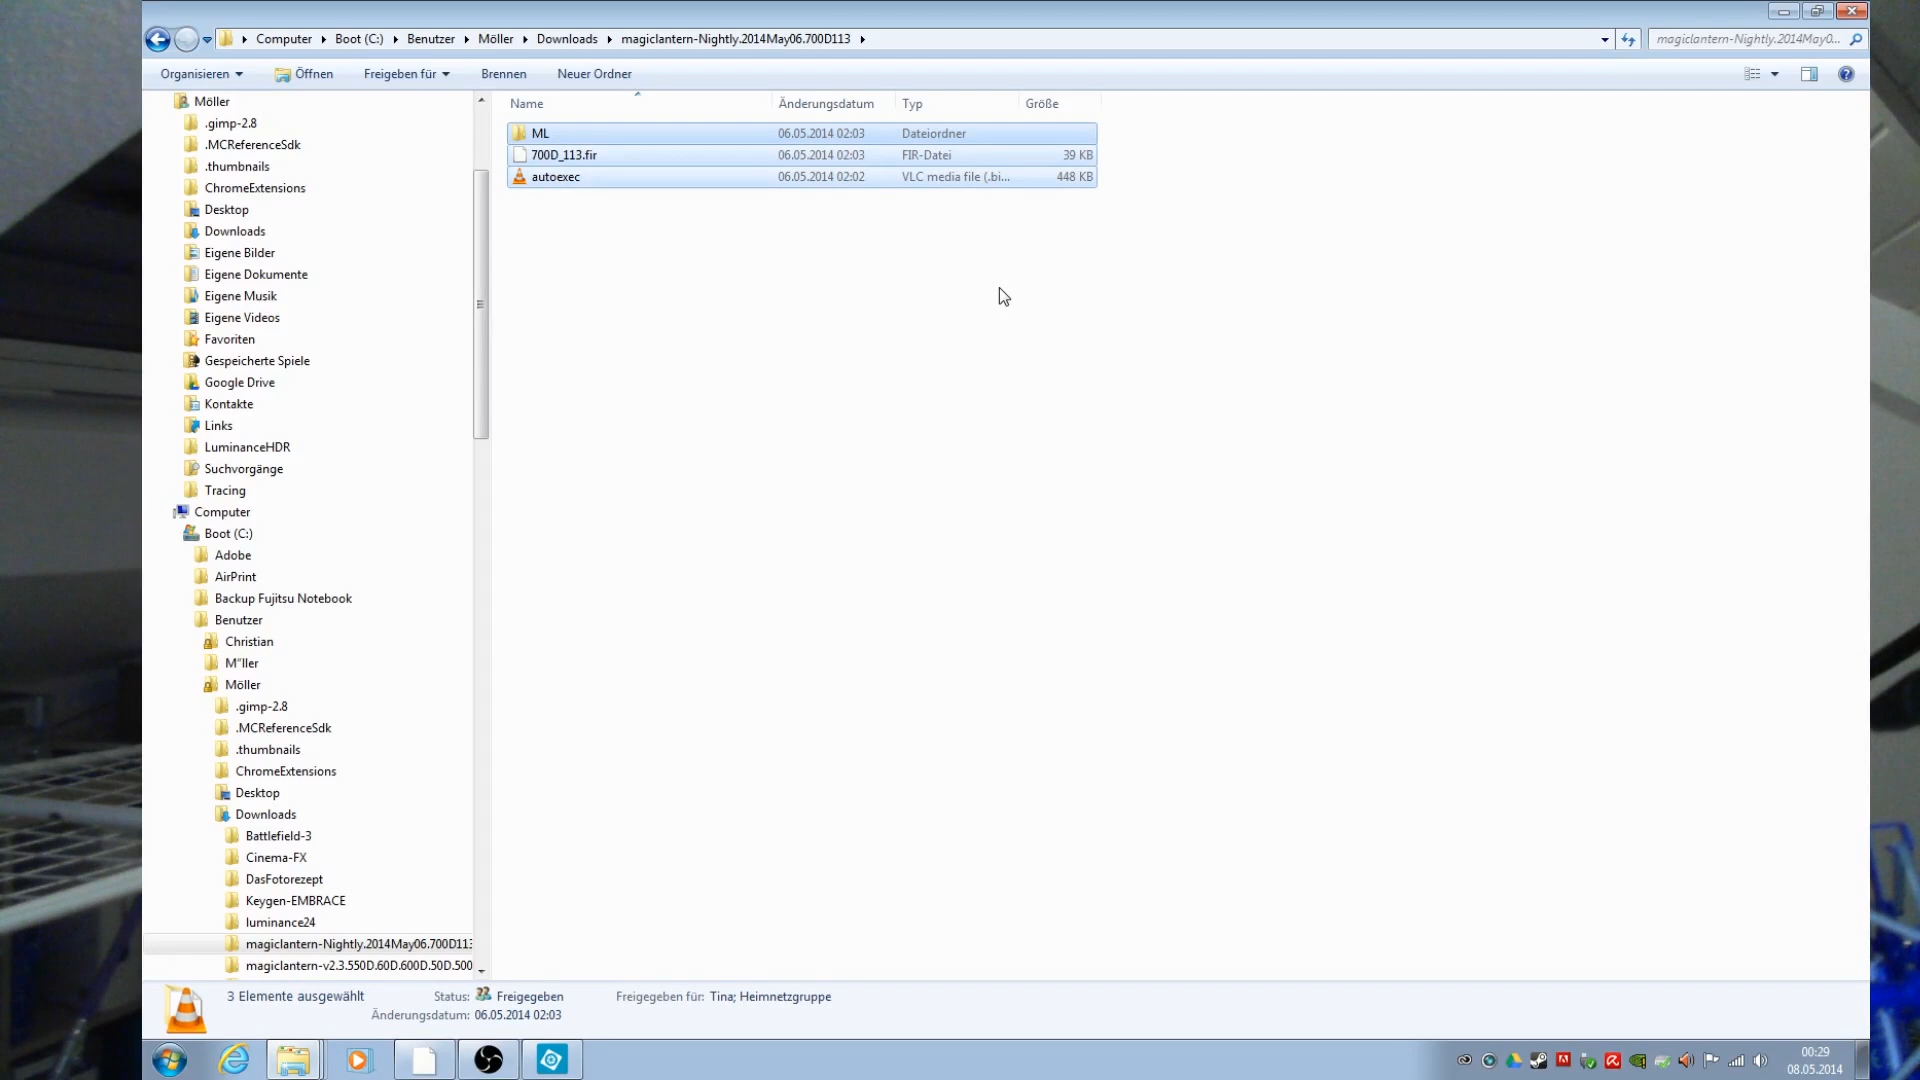 Computer Boot (C:) Benutzer Möller Downloads magiclantern-Nightly.2014May06.700D113
magiclantern-Nightly.2014May0...
Organisieren Öffnen Freigeben für Brennen Neuer Ordner
Name Änderungsdatum Typ Größe
ML 06.05.2014 02:03 Dateiordner
700D_113.fir 06.05.2014 02:03 FIR-Datei 39 KB
autoexec 06.05.2014 02:02 VLC media file (.bi... 448 KB
Möller
.gimp-2.8
.MCReferenceSdk
.thumbnails
ChromeExtensions
Desktop
Downloads
Eigene Bilder
Eigene Dokumente
Eigene Musik
Eigene Videos
Favoriten
Gespeicherte Spiele
Google Drive
Kontakte
Links
LuminanceHDR
Suchvorgänge
Tracing
Computer
Boot (C:)
Adobe
AirPrint
Backup Fujitsu Notebook
Benutzer
Christian
M"ller
Möller
.gimp-2.8
.MCReferenceSdk
.thumbnails
ChromeExtensions
Desktop
Downloads
Battlefield-3
Cinema-FX
DasFotorezept
Keygen-EMBRACE
luminance24
magiclantern-Nightly.2014May06.700D113
magiclantern-v2.3.550D.60D.600D.50D.500
3 Elemente ausgewählt Status: Freigegeben Freigegeben für: Tina; Heimnetzgruppe
Änderungsdatum: 06.05.2014 02:03
00:29
08.05.2014